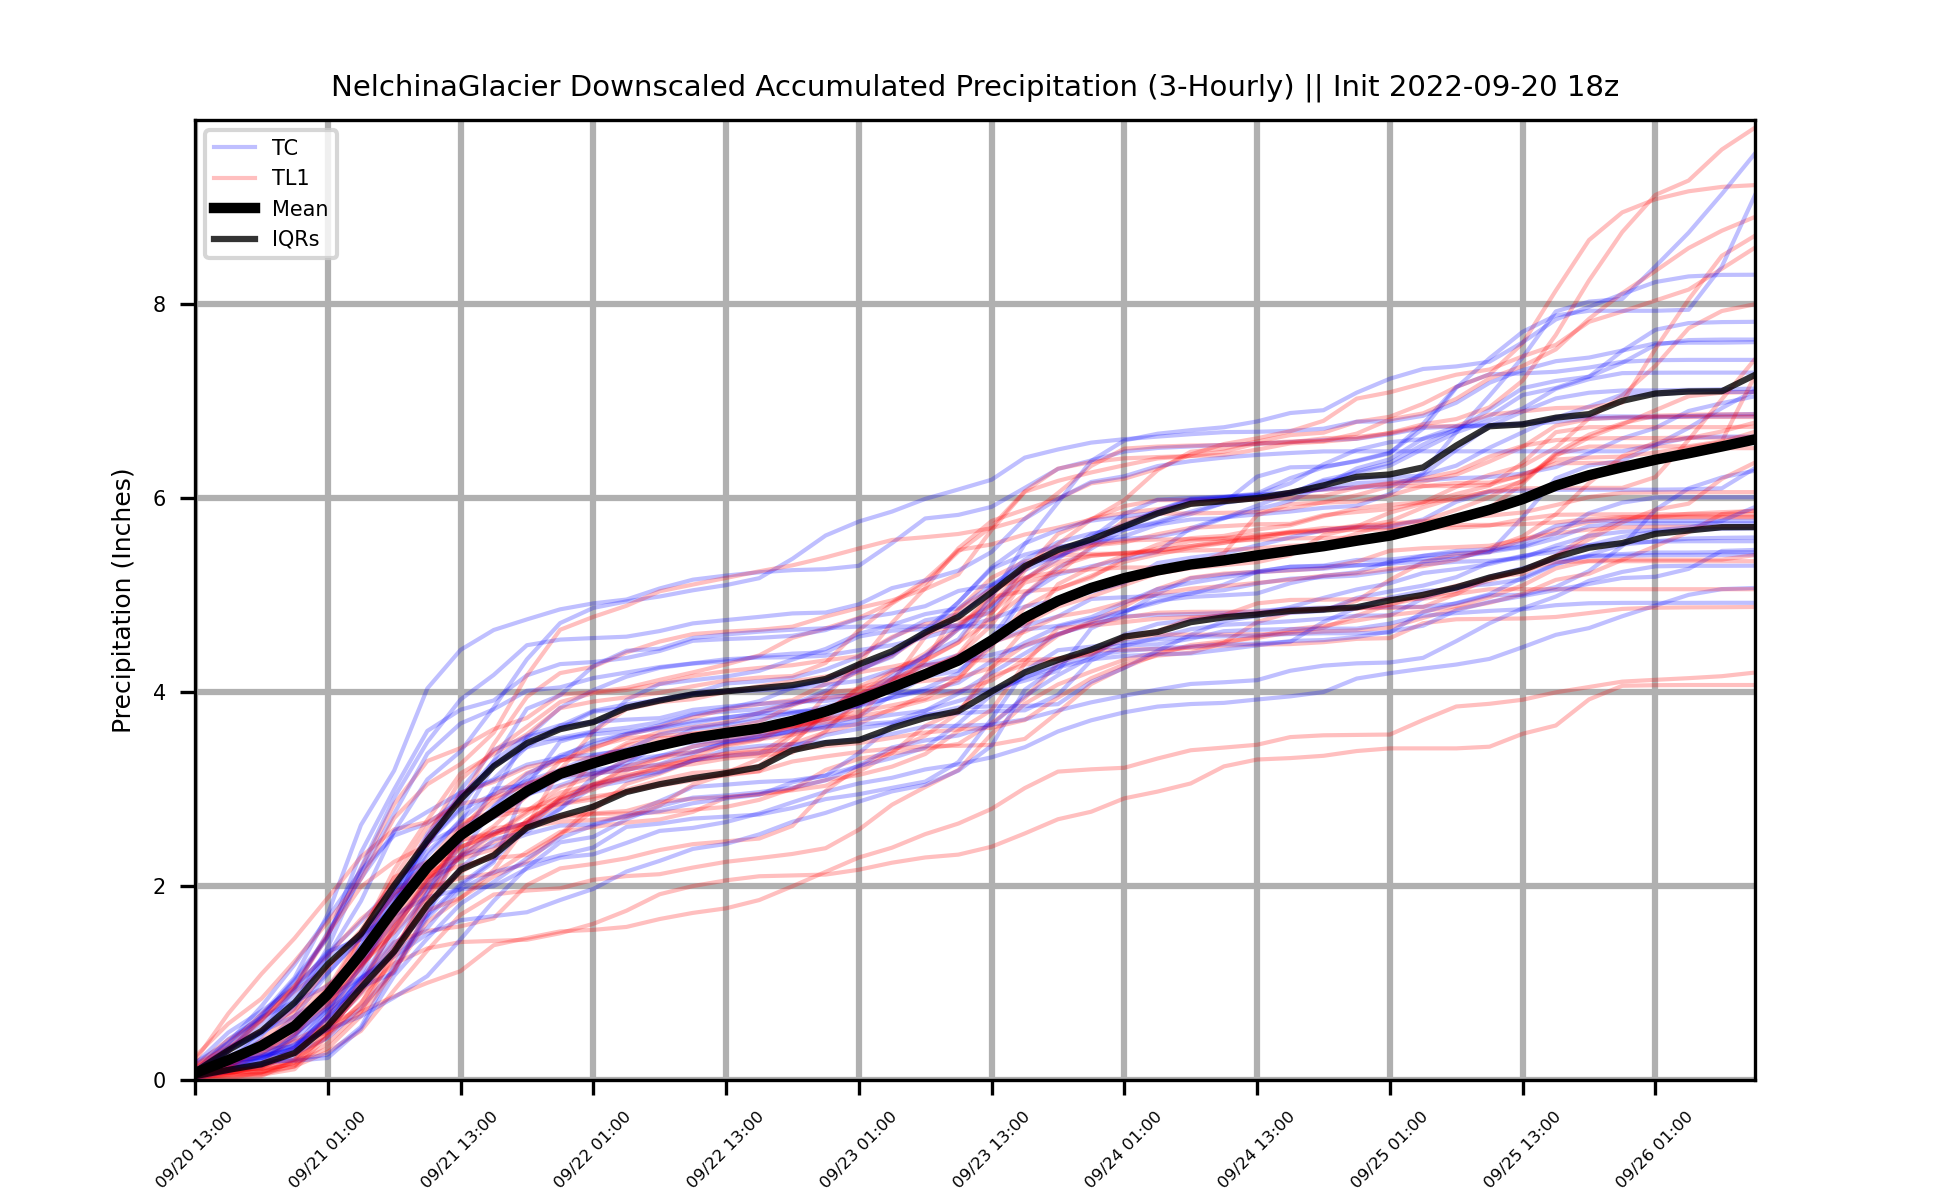 NelchinaGlacier Downscaled Accumulated Precipitation (3-Hourly) || Init 2022-09-20 18z
TC
TL1
Mean
IQRs
Precipitation (Inches)
8
6
4
2
0
09/20 13:00
09/21 01:00
09/21 13:00
09/22 01:00
09/22 13:00
09/23 01:00
09/23 13:00
09/24 01:00
09/24 13:00
09/25 01:00
09/25 13:00
09/26 01:00